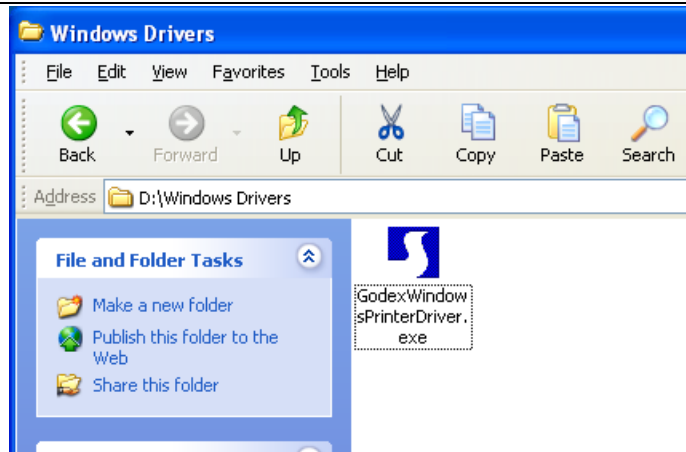 Windows Drivers
File Edit View Favorites Tools Help
Back Forward Up Cut Copy Paste Search
Address D:\Windows Drivers
File and Folder Tasks
Make a new folder
Publish this folder to the
Web
Share this folder
GodexWindow
sPrinterDriver.
exe